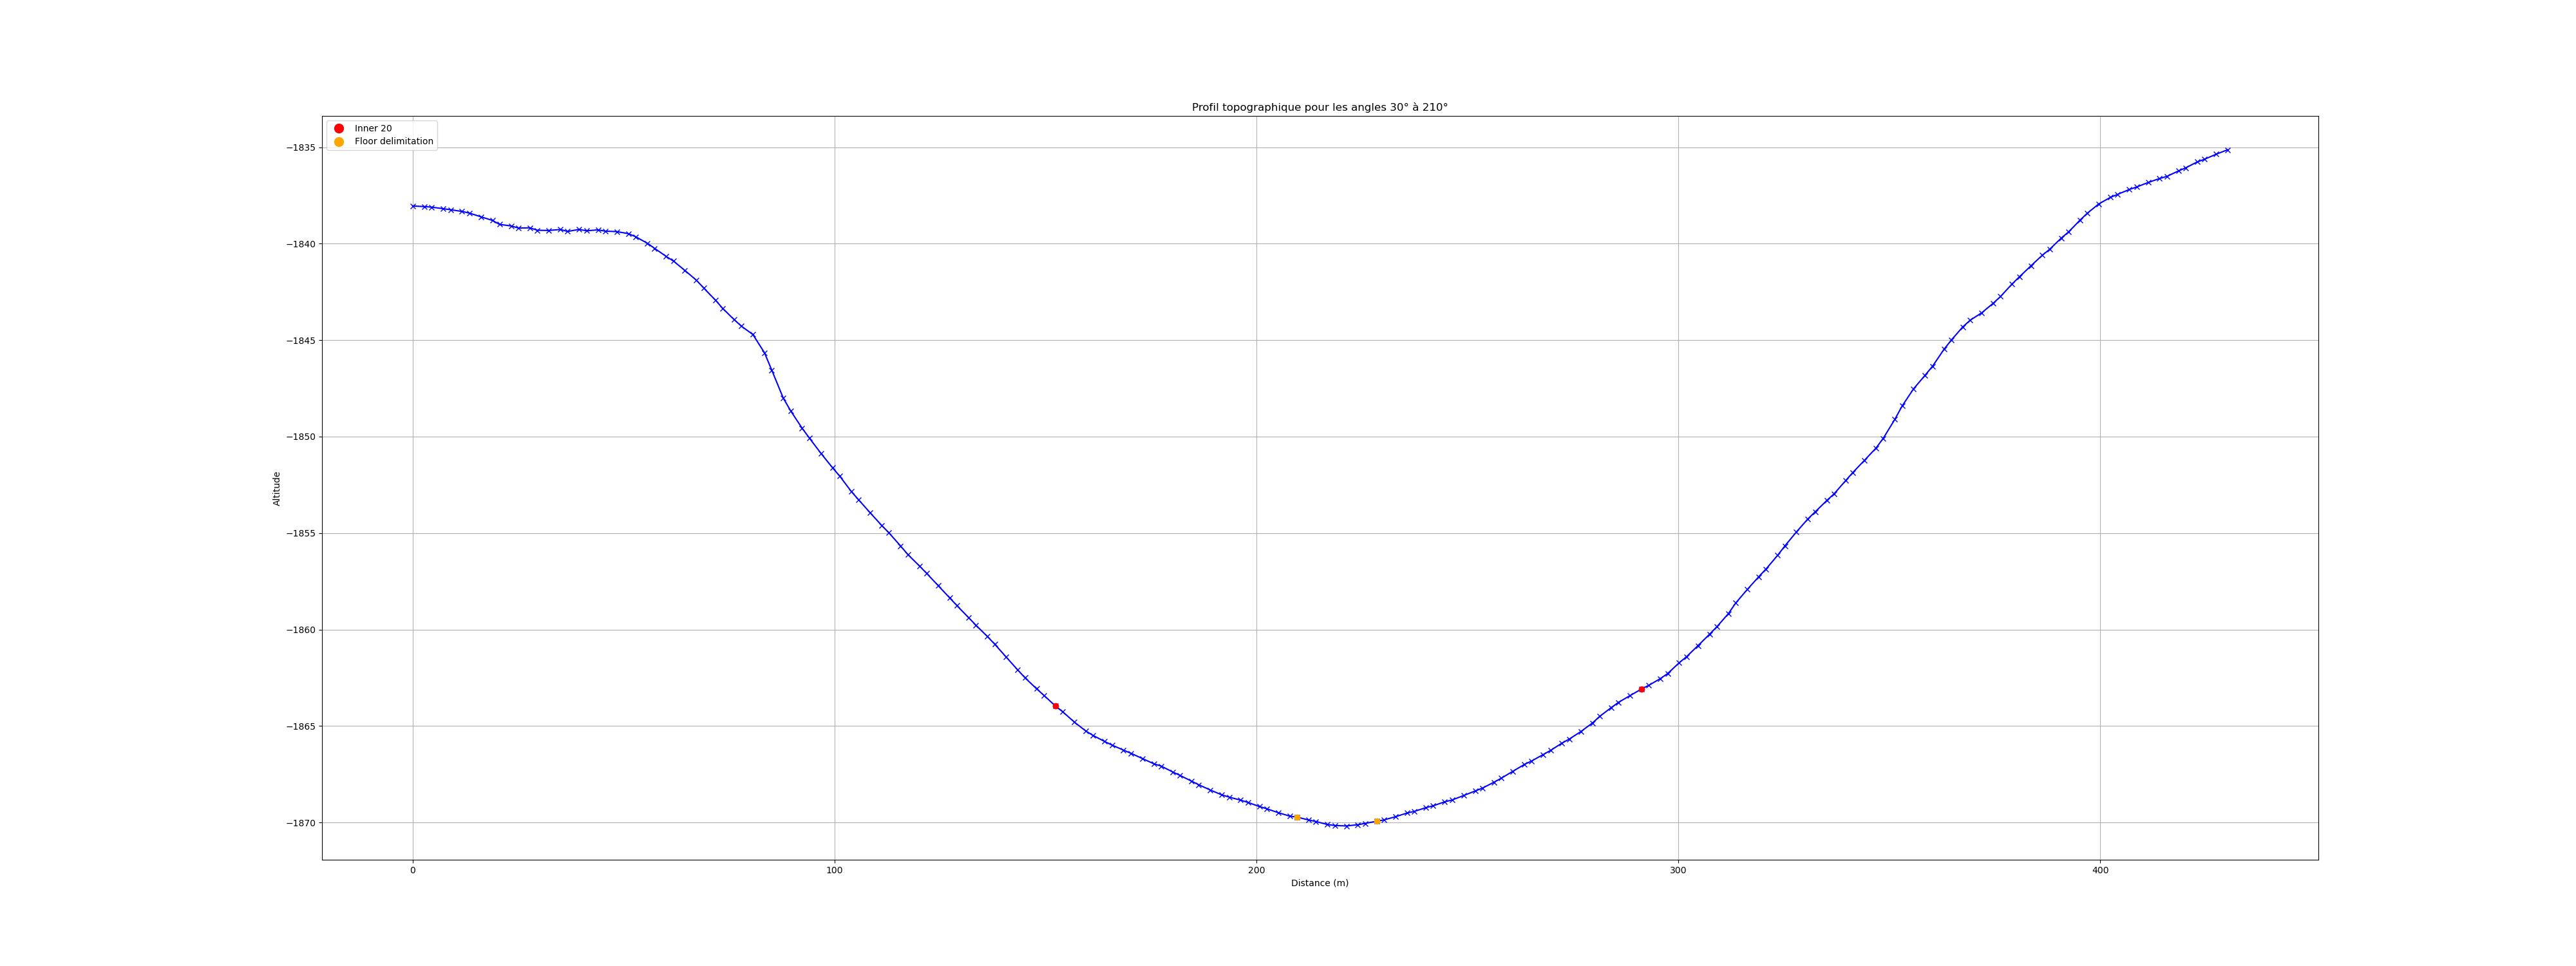 Profil topographique pour les angles 30° à 210°
Inner 20
Floor delimitation
−1835
−1840
−1845
−1850
−1855
−1860
−1865
−1870
Altitude
0 100 200 300 400
Distance (m)